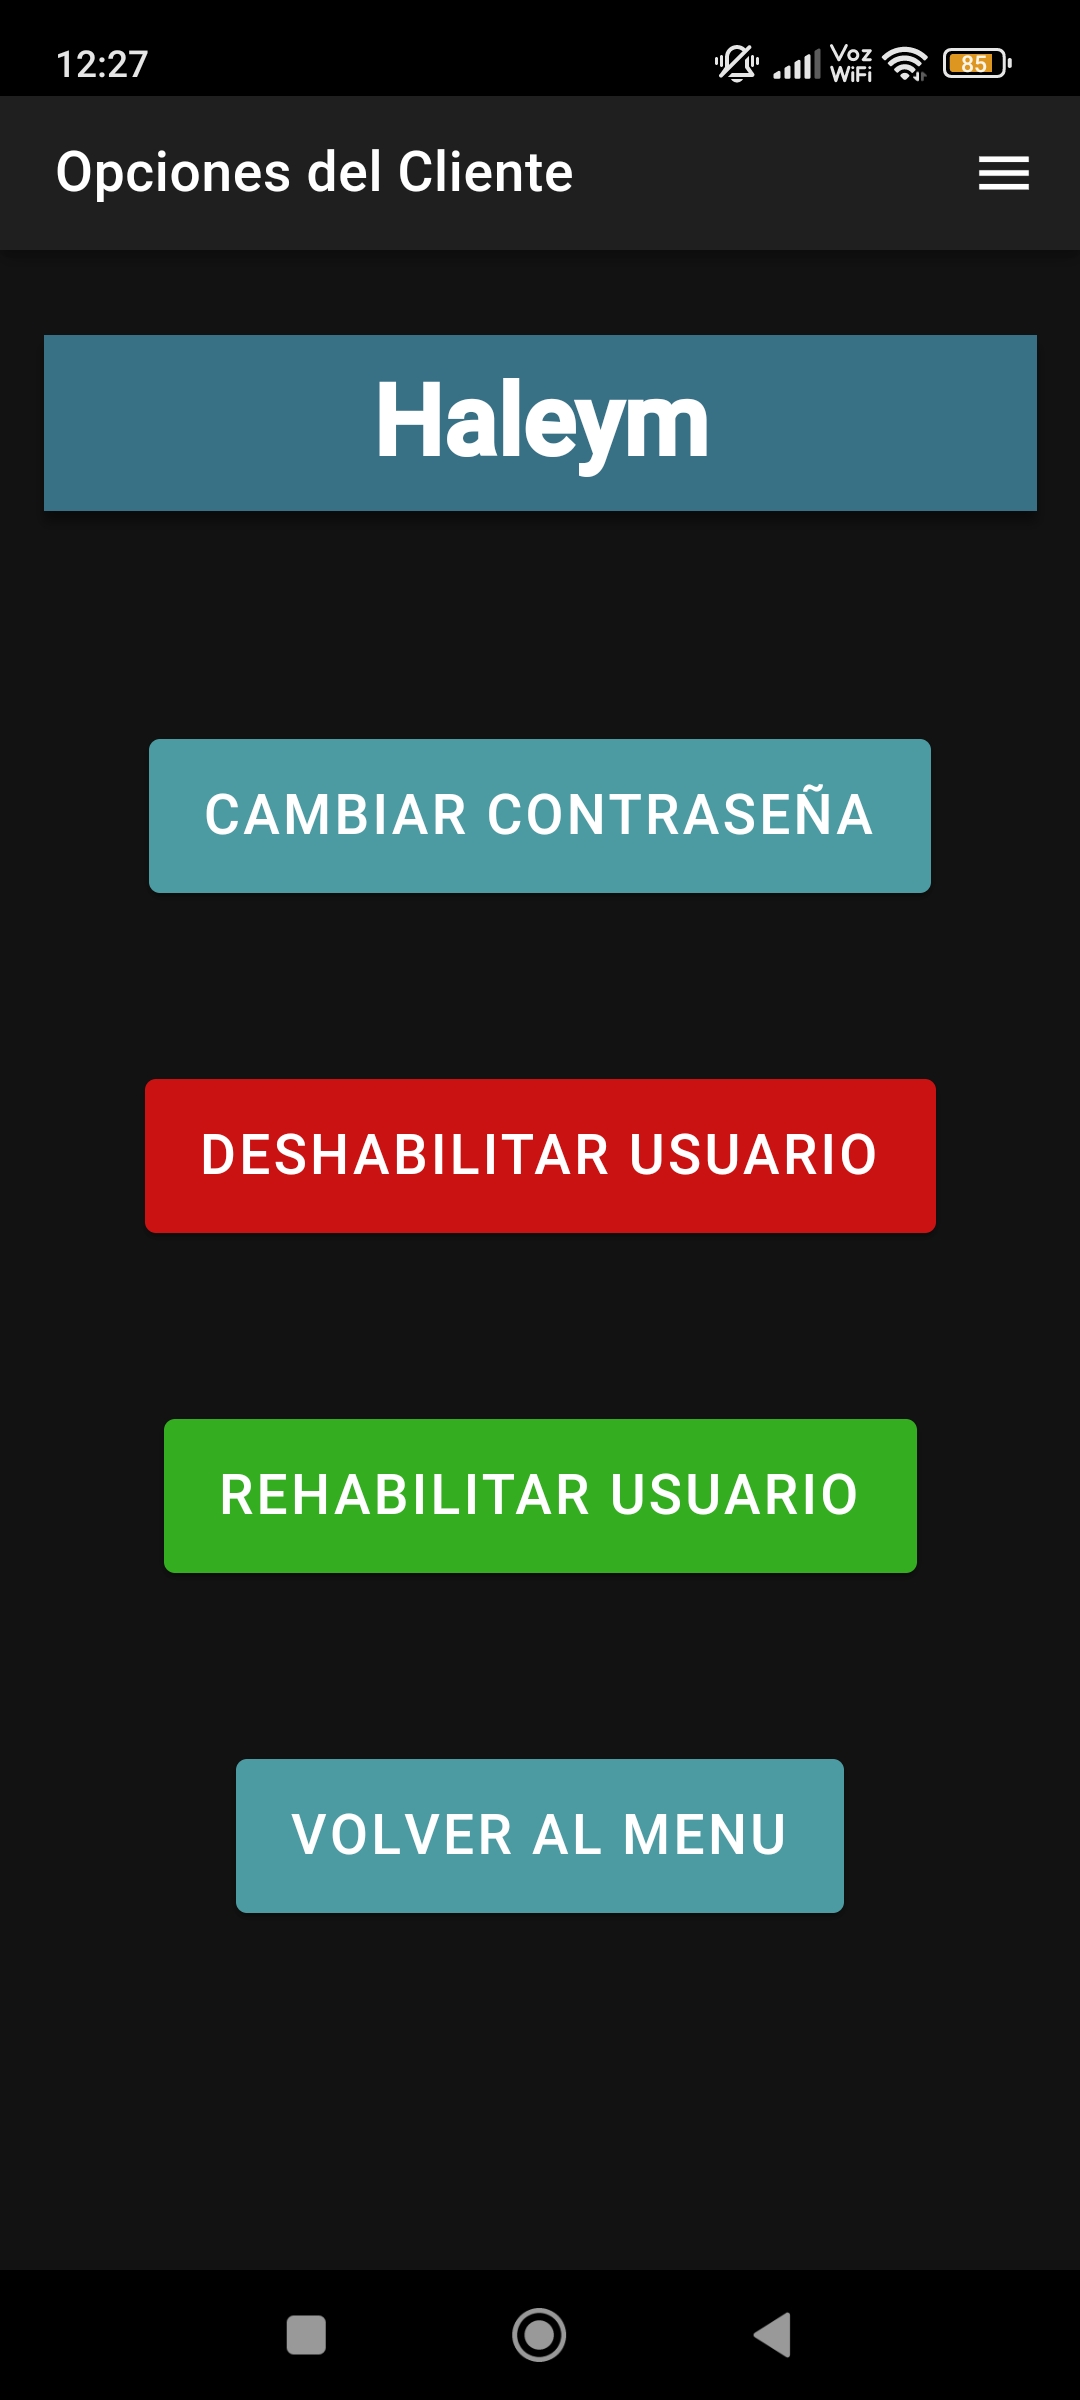 12:27
Voz
WiFi
85
Opciones del Cliente
Haleym
CAMBIAR CONTRASEÑA
DESHABILITAR USUARIO
REHABILITAR USUARIO
VOLVER AL MENU